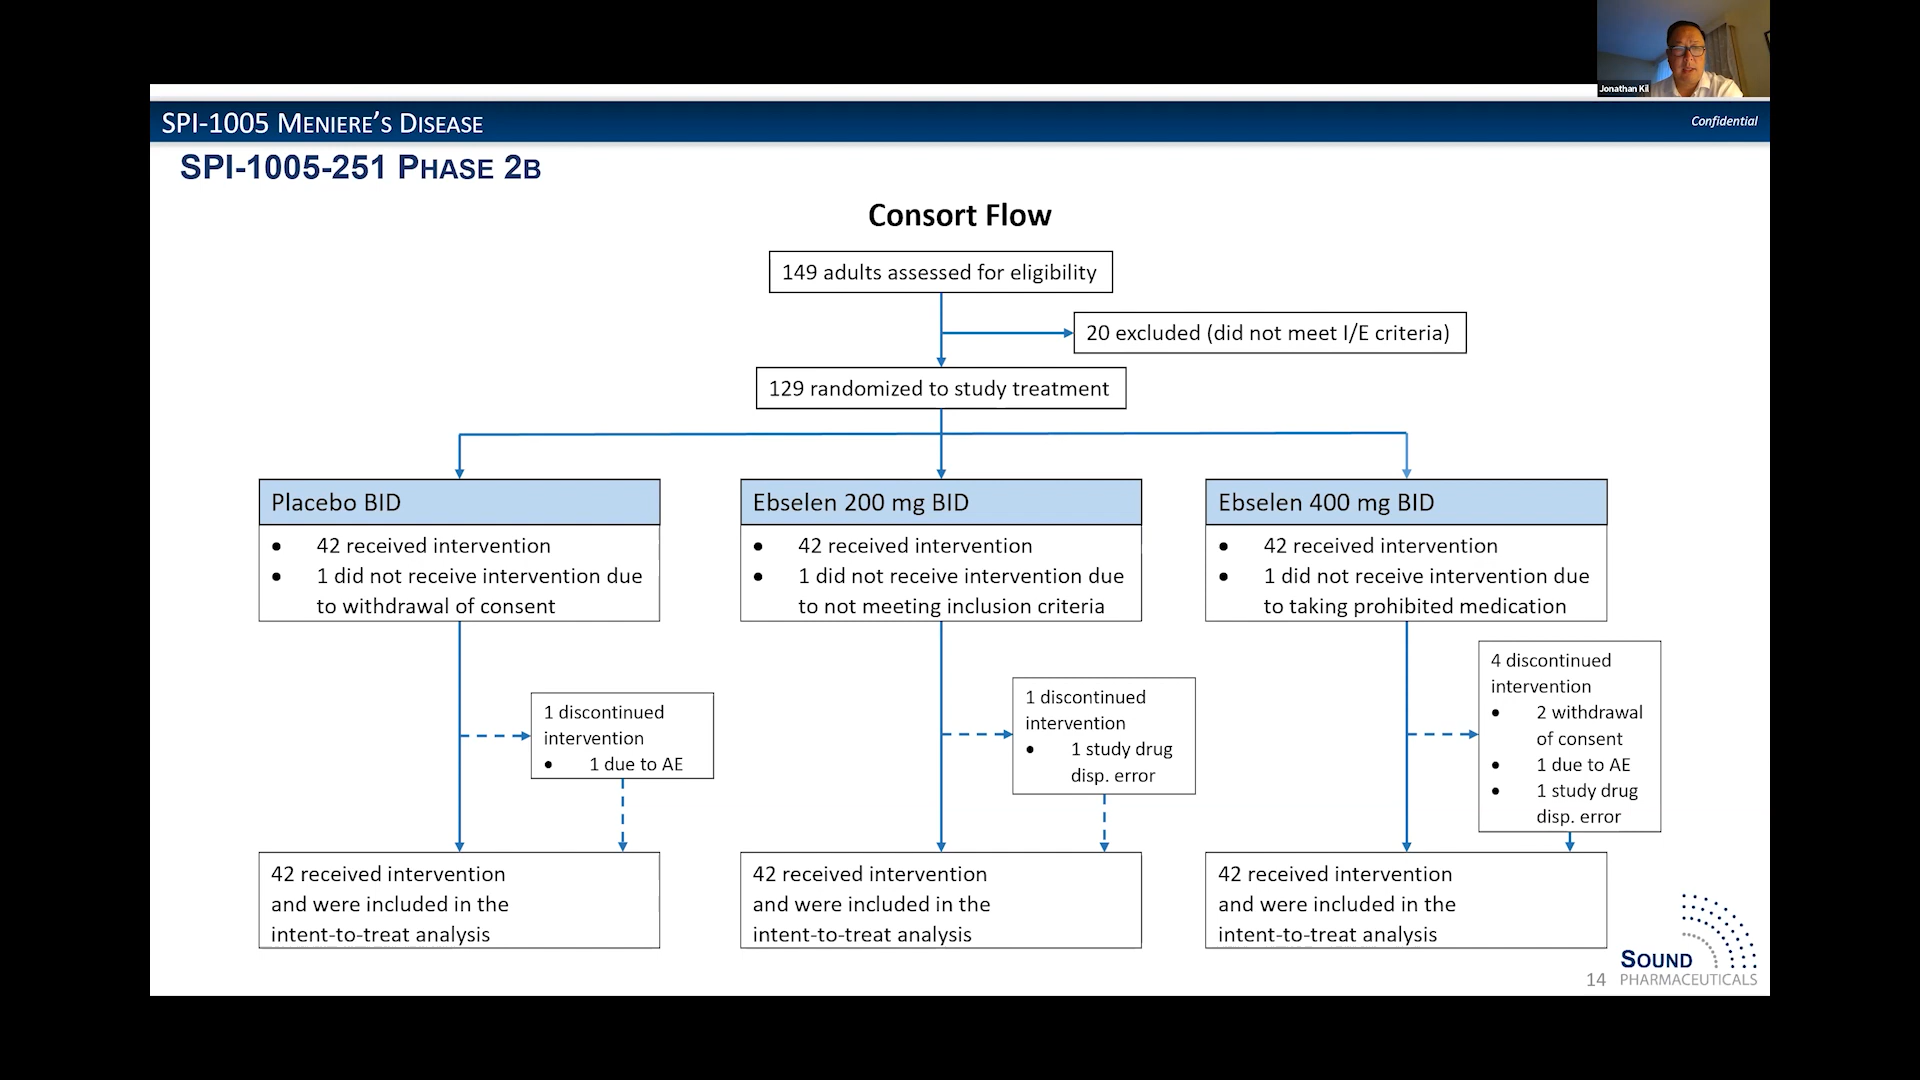 Jonathan Kil
SPI-1005 MENIERE'S DISEASE
Confidential
SPI-1005-251 PHASE 2B
Consort Flow
149 adults assessed for eligibility
20 excluded (did not meet I/E criteria)
129 randomized to study treatment
Placebo BID
• 42 received intervention
• 1 did not receive intervention due
to withdrawal of consent
Ebselen 200 mg BID
• 42 received intervention
• 1 did not receive intervention due
to not meeting inclusion criteria
Ebselen 400 mg BID
• 42 received intervention
• 1 did not receive intervention due
to taking prohibited medication
1 discontinued
intervention
• 1 due to AE
1 discontinued
intervention
• 1 study drug
disp. error
4 discontinued
intervention
• 2 withdrawal
of consent
• 1 due to AE
• 1 study drug
disp. error
42 received intervention
and were included in the
intent-to-treat analysis
42 received intervention
and were included in the
intent-to-treat analysis
42 received intervention
and were included in the
intent-to-treat analysis
14
SOUND
PHARMACEUTICALS